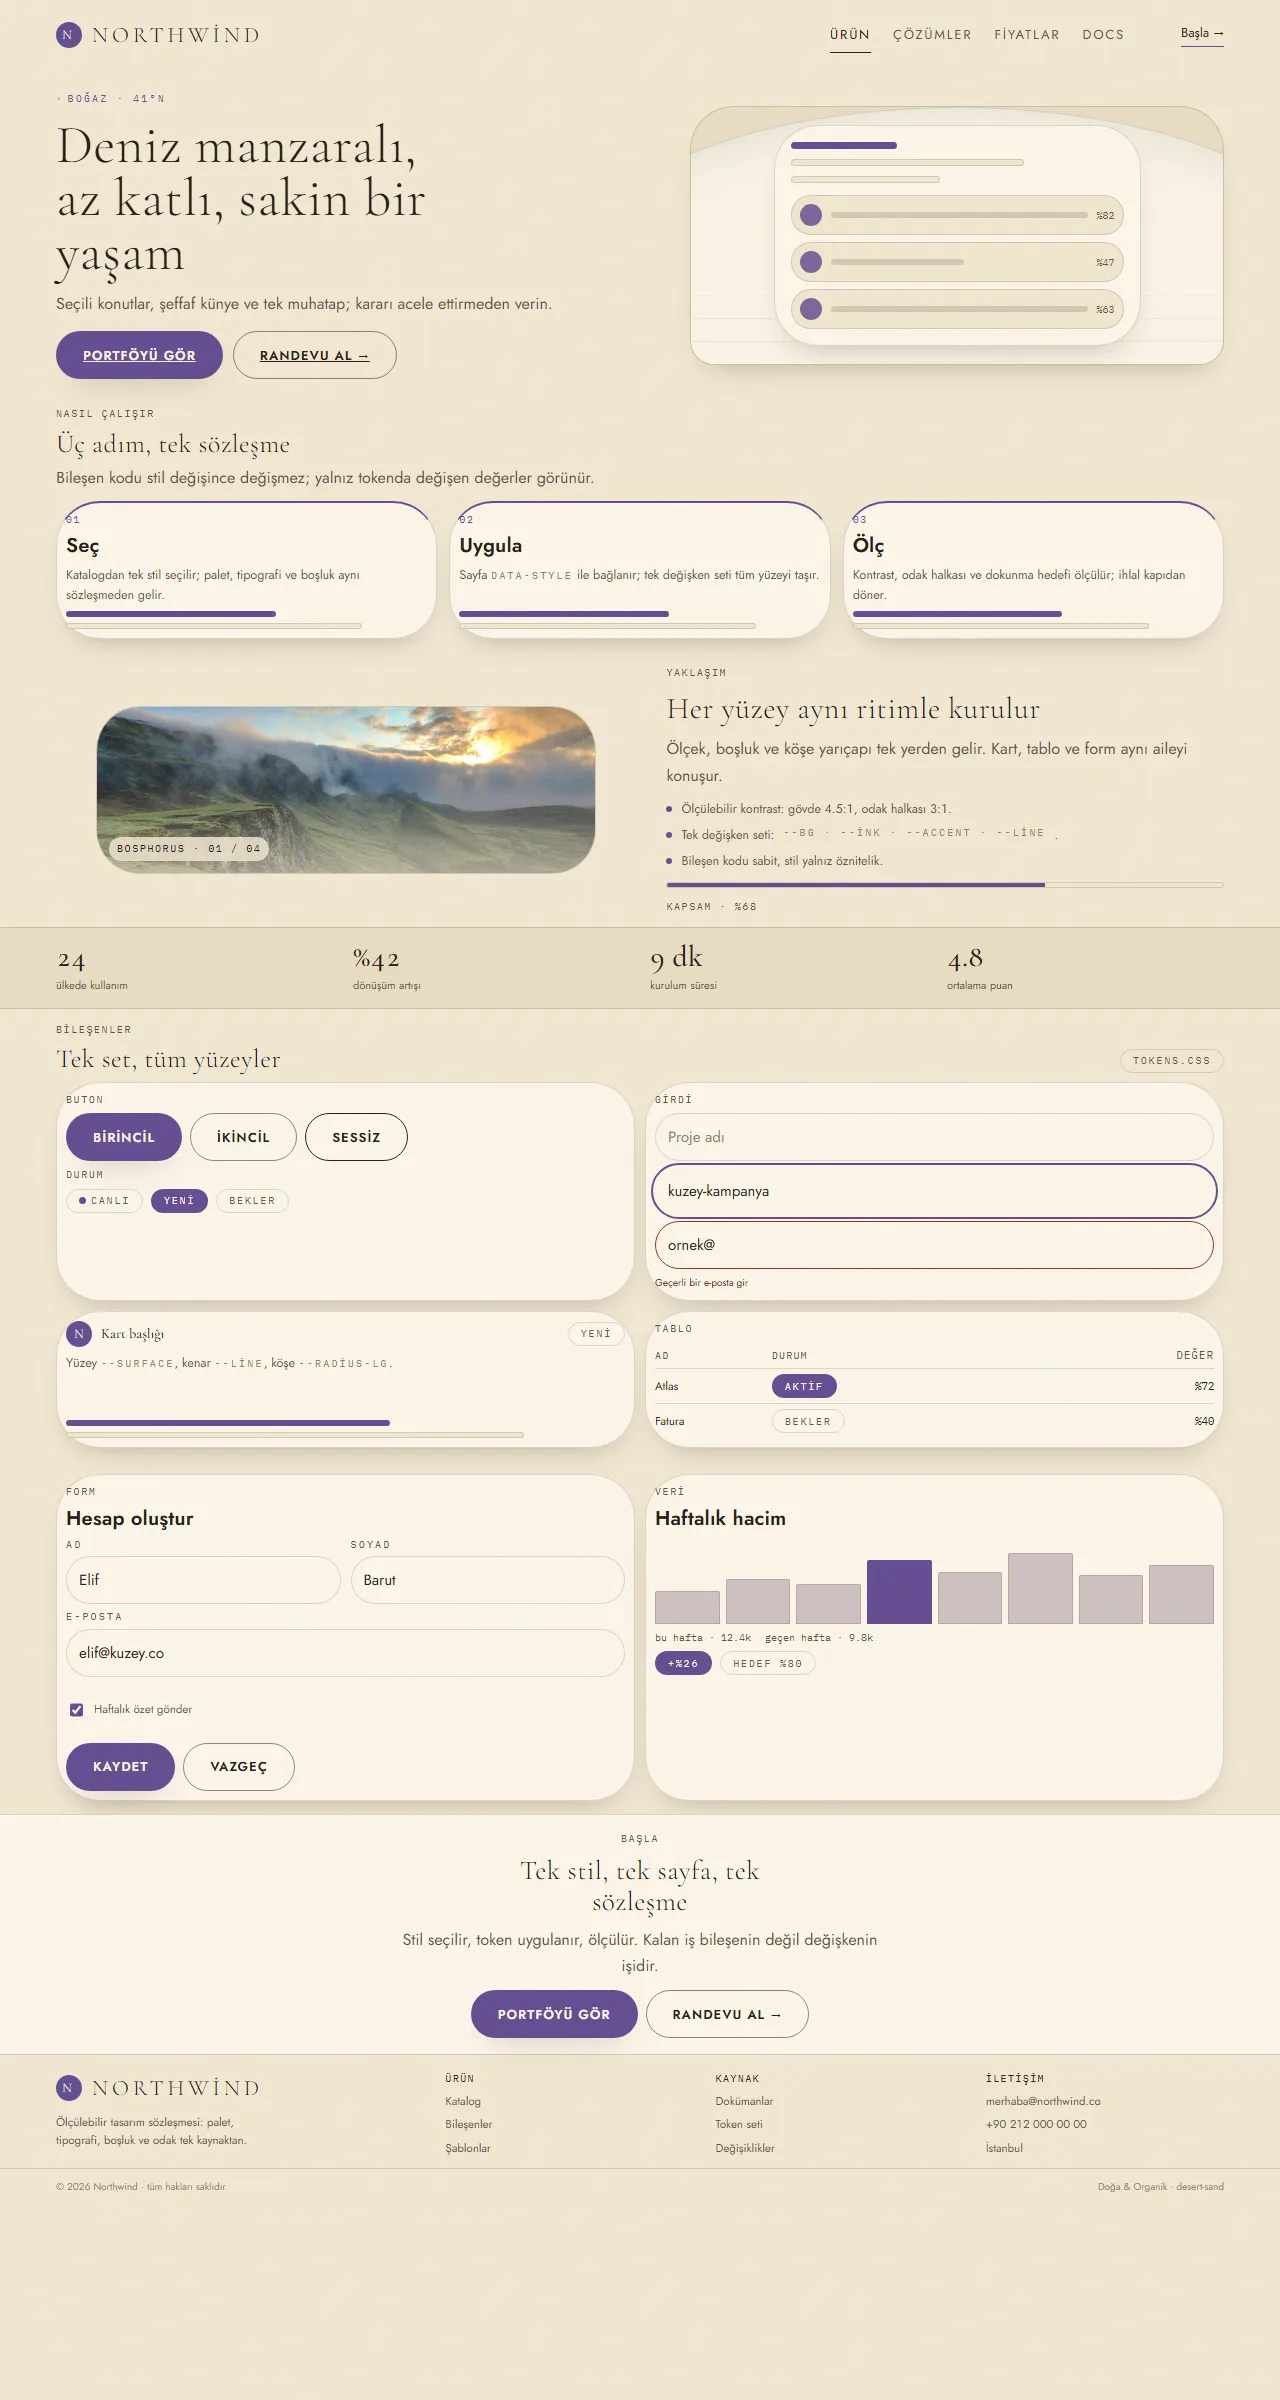 N NORTHWİND
ÜRÜN ÇÖZÜMLER FİYATLAR DOCS Başla →
BOĞAZ · 41°N
Deniz manzaralı,
az katlı, sakin bir
yaşam
Seçili konutlar, şeffaf künye ve tek muhatap; kararı acele ettirmeden verin.
PORTFÖYÜ GÖR RANDEVU AL →
%82
%47
%63
NASIL ÇALIŞIR
Üç adım, tek sözleşme
Bileşen kodu stil değişince değişmez; yalnız tokenda değişen değerler görünür.
01
Seç
Katalogdan tek stil seçilir; palet, tipografi ve boşluk aynı
sözleşmeden gelir.
02
Uygula
Sayfa DATA-STYLE ile bağlanır; tek değişken seti tüm yüzeyi taşır.
03
Ölç
Kontrast, odak halkası ve dokunma hedefi ölçülür; ihlal kapıdan
döner.
BOSPHORUS · 01 / 04
YAKLAŞIM
Her yüzey aynı ritimle kurulur
Ölçek, boşluk ve köşe yarıçapı tek yerden gelir. Kart, tablo ve form aynı aileyi
konuşur.
Ölçülebilir kontrast: gövde 4.5:1, odak halkası 3:1.
Tek değişken seti: --BG · --İNK · --ACCENT · --LİNE .
Bileşen kodu sabit, stil yalnız öznitelik.
KAPSAM · %68
24
ülkede kullanım
%42
dönüşüm artışı
9 dk
kurulum süresi
4.8
ortalama puan
BİLEŞENLER
Tek set, tüm yüzeyler
TOKENS.CSS
BUTON
BİRİNCİL İKİNCİL SESSİZ
DURUM
CANLI YENİ BEKLER
GİRDİ
Proje adı
kuzey-kampanya
ornek@
Geçerli bir e-posta gir
N Kart başlığı YENİ
Yüzey --SURFACE, kenar --LİNE, köşe --RADİUS-LG.
TABLO
AD DURUM DEĞER
Atlas AKTİF %72
Fatura BEKLER %40
FORM
Hesap oluştur
AD SOYAD
Elif Barut
E-POSTA
elif@kuzey.co
Haftalık özet gönder
KAYDET VAZGEÇ
VERİ
Haftalık hacim
bu hafta · 12.4k geçen hafta · 9.8k
+%26 HEDEF %80
BAŞLA
Tek stil, tek sayfa, tek
sözleşme
Stil seçilir, token uygulanır, ölçülür. Kalan iş bileşenin değil değişkenin
işidir.
PORTFÖYÜ GÖR RANDEVU AL →
N NORTHWİND
Ölçülebilir tasarım sözleşmesi: palet,
tipografi, boşluk ve odak tek kaynaktan.
ÜRÜN
Katalog
Bileşenler
Şablonlar
KAYNAK
Dokümanlar
Token seti
Değişiklikler
İLETİŞİM
merhaba@northwind.co
+90 212 000 00 00
İstanbul
© 2026 Northwind · tüm hakları saklıdır
Doğa & Organik · desert-sand